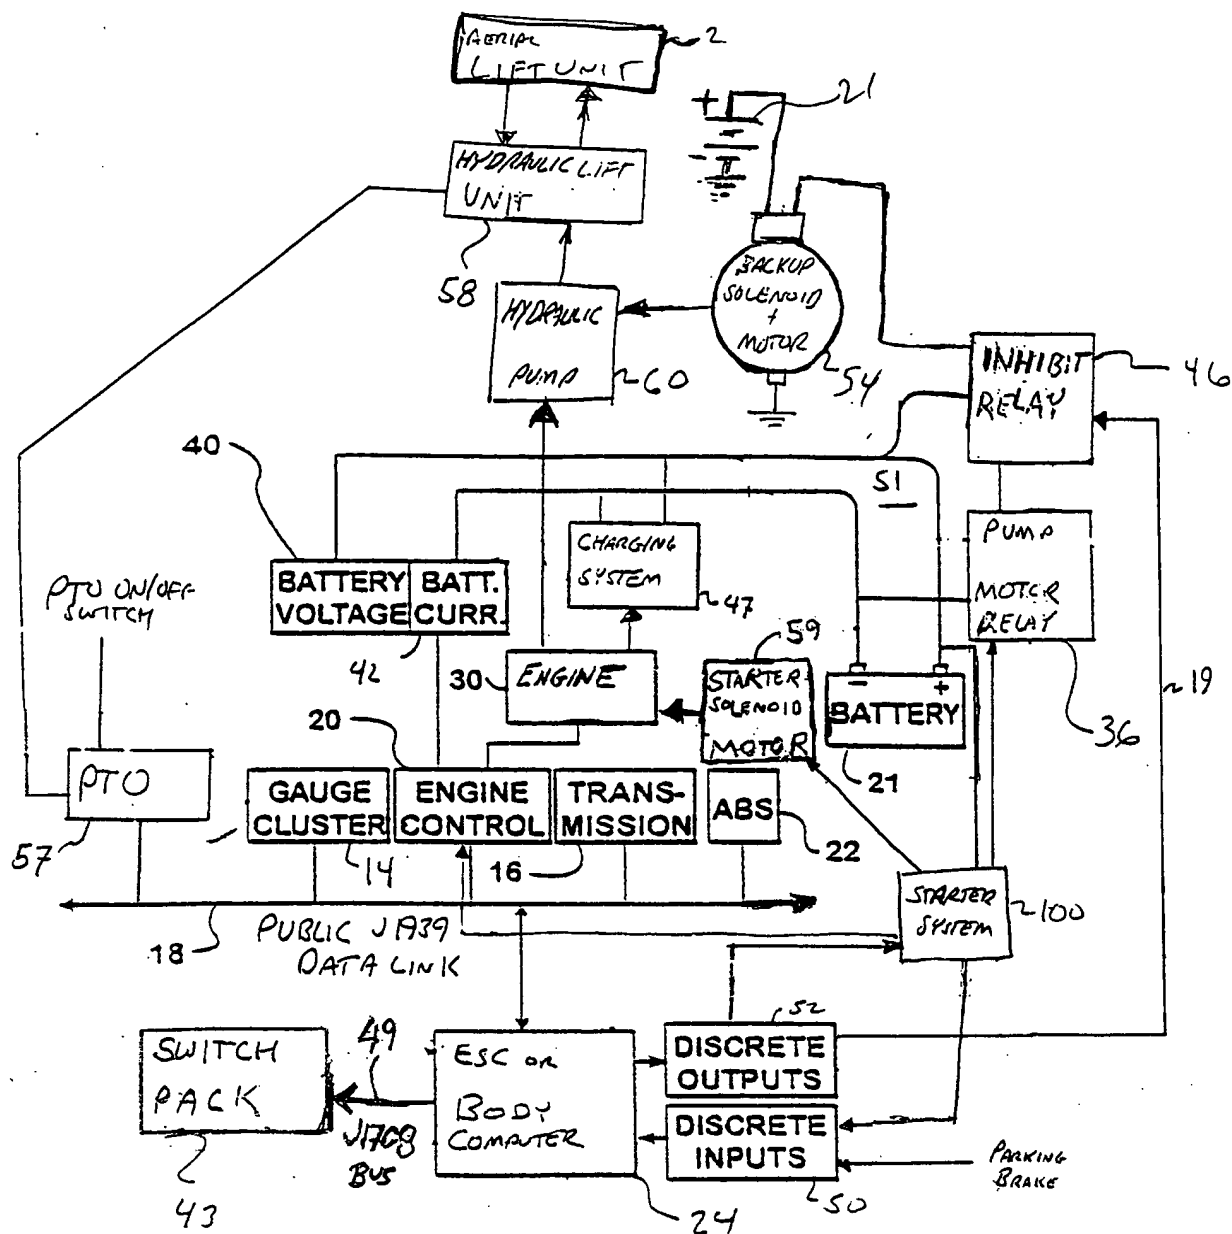 AERIAL
LIFT UNIT
2
+
21
-
HYDRAULIC LIFT
UNIT
58
BACKUP
SOLENOID
+
MOTOR
54
HYDRAULIC
PUMP
60
INHIBIT
RELAY
46
40
51
PUMP
MOTOR
RELAY
36
19
CHARGING
SYSTEM
47
BATTERY
VOLTAGE
BATT.
CURR.
42
PTO ON/OFF
SWITCH
59
30
ENGINE
STARTER
SOLENOID
MOTOR
-
+
BATTERY
21
20
PTO
57
GAUGE
CLUSTER
14
ENGINE
CONTROL
TRANS-
MISSION
16
ABS
22
STARTER
SYSTEM
100
18
PUBLIC J1939
DATA LINK
SWITCH
PACK
43
49
J1708
BUS
ESC OR
BODY
COMPUTER
24
52
DISCRETE
OUTPUTS
DISCRETE
INPUTS
50
PARKING
BRAKE